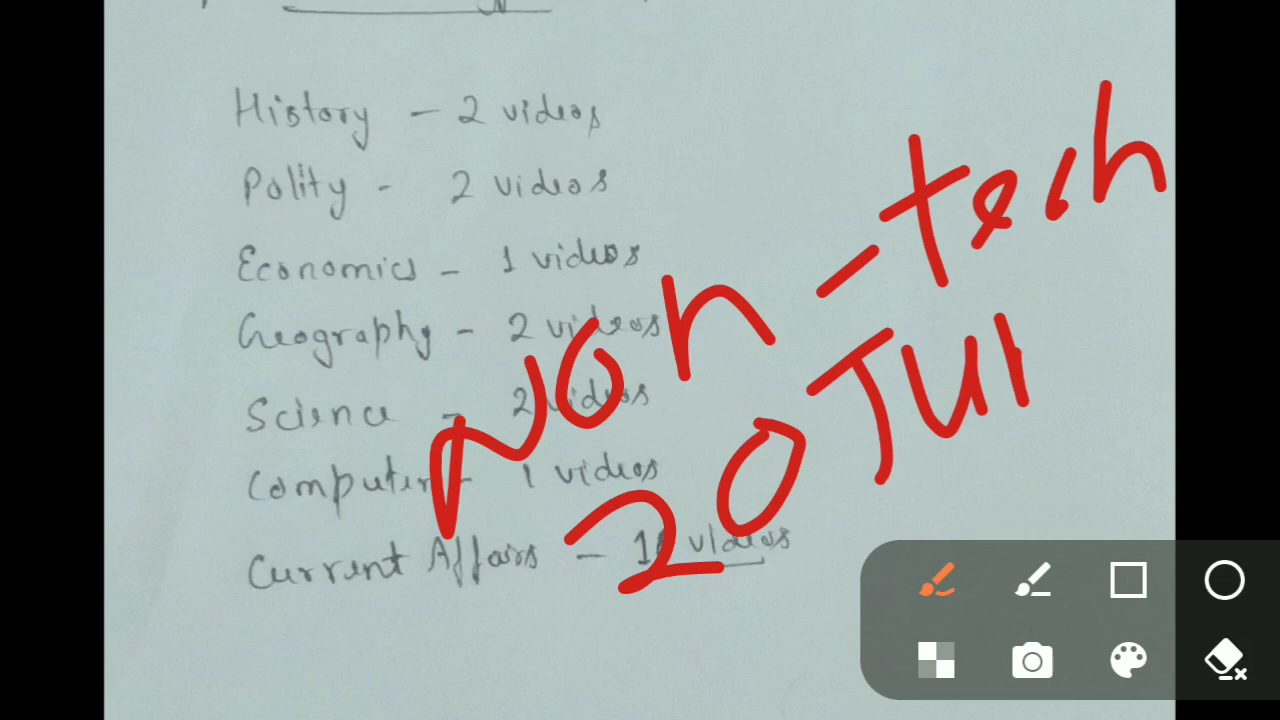 History - 2 videos
Polity - 2 videos
Economics - 1 videos
Geography - 2 videos
Science - 2 videos
Computer - 1 videos
Current Affairs - videos
Non-tech
20 Jul